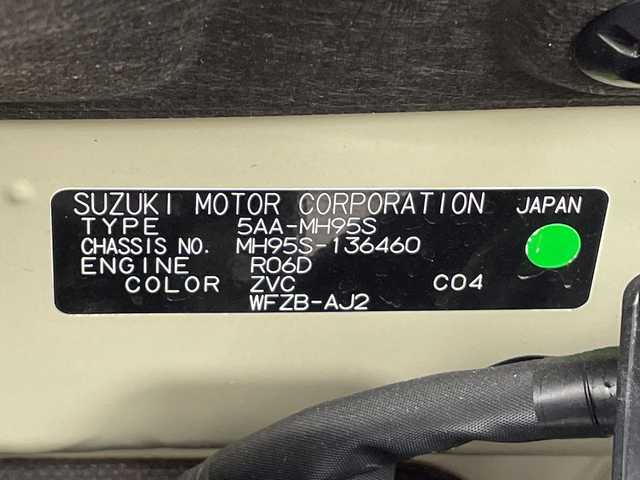 SUZUKI MOTOR CORPORATION JAPAN
TYPE 5AA-MH95S
CHASSIS NO. MH95S-136460
ENGINE R06D
COLOR ZVC C04
WFZB-AJ2